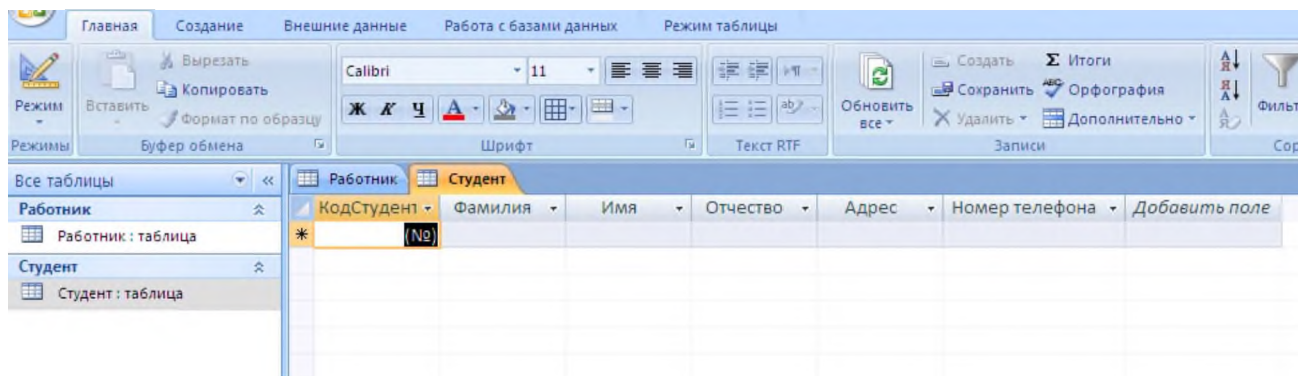 Главная Создание Внешние данные Работа с базами данных Режим таблицы
Режим
Вставить
Вырезать
Копировать
Формат по образцу
Calibri 11
Ж К Ч
Обновить все
Создать
Сохранить
Удалить
Σ Итоги
Орфография
Дополнительно
Фильт
Режимы Буфер обмена Шрифт Текст RTF Записи Сор
Все таблицы
Работник
Работник : таблица
Студент
Студент : таблица
Работник Студент
КодСтудент Фамилия Имя Отчество Адрес Номер телефона Добавить поле
* (№)